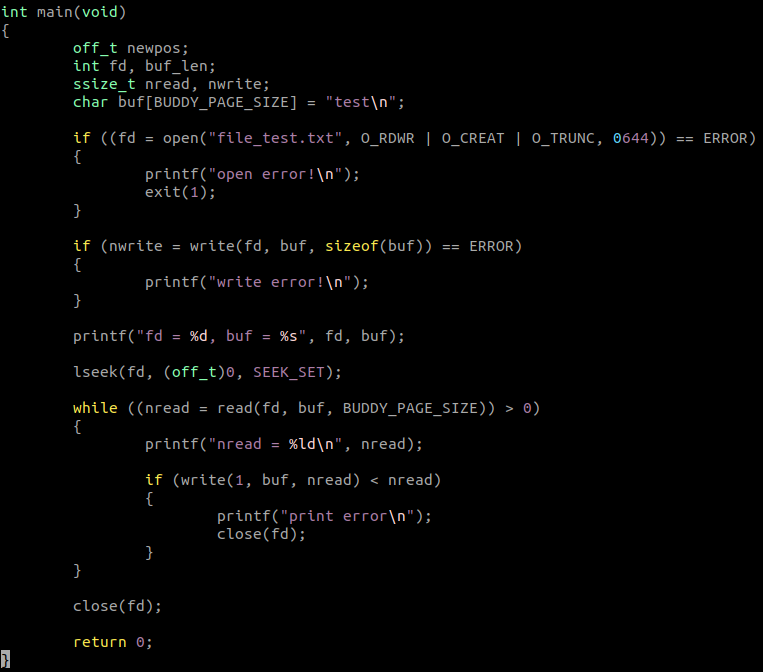 int main(void)
{
        off_t newpos;
        int fd, buf_len;
        ssize_t nread, nwrite;
        char buf[BUDDY_PAGE_SIZE] = "test\n";

        if ((fd = open("file_test.txt", O_RDWR | O_CREAT | O_TRUNC, 0644)) == ERROR)
        {
                printf("open error!\n");
                exit(1);
        }

        if (nwrite = write(fd, buf, sizeof(buf)) == ERROR)
        {
                printf("write error!\n");
        }

        printf("fd = %d, buf = %s", fd, buf);

        lseek(fd, (off_t)0, SEEK_SET);

        while ((nread = read(fd, buf, BUDDY_PAGE_SIZE)) > 0)
        {
                printf("nread = %ld\n", nread);

                if (write(1, buf, nread) < nread)
                {
                        printf("print error\n");
                        close(fd);
                }
        }

        close(fd);

        return 0;
}